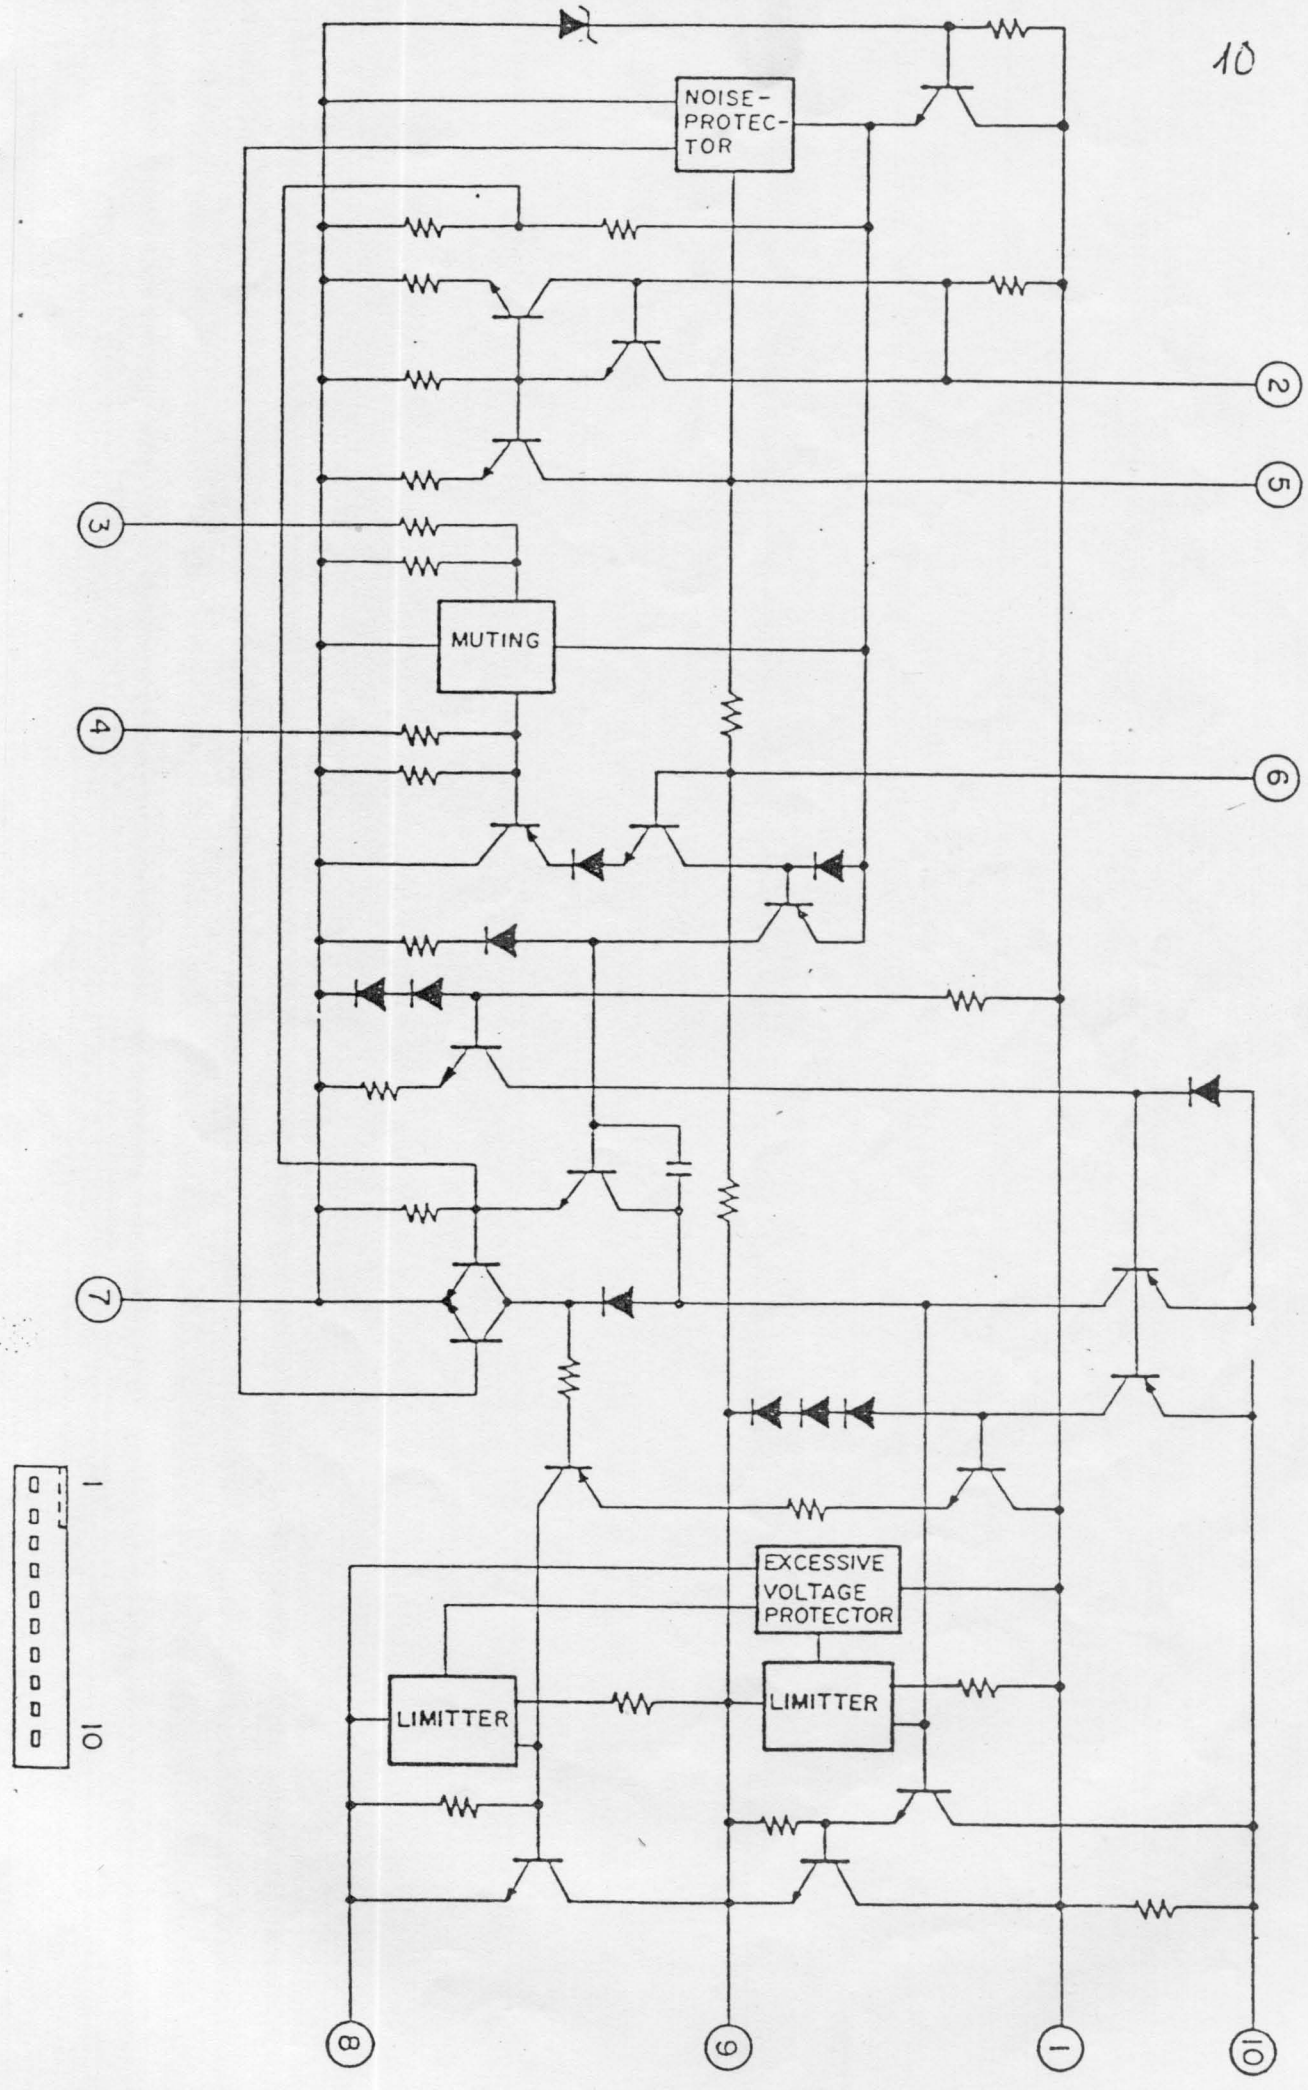 10
NOISE-
PROTEC-
TOR
2
5
3
MUTING
4
6
7
1
10
EXCESSIVE
VOLTAGE
PROTECTOR
LIMITTER
LIMITTER
8
9
1
10